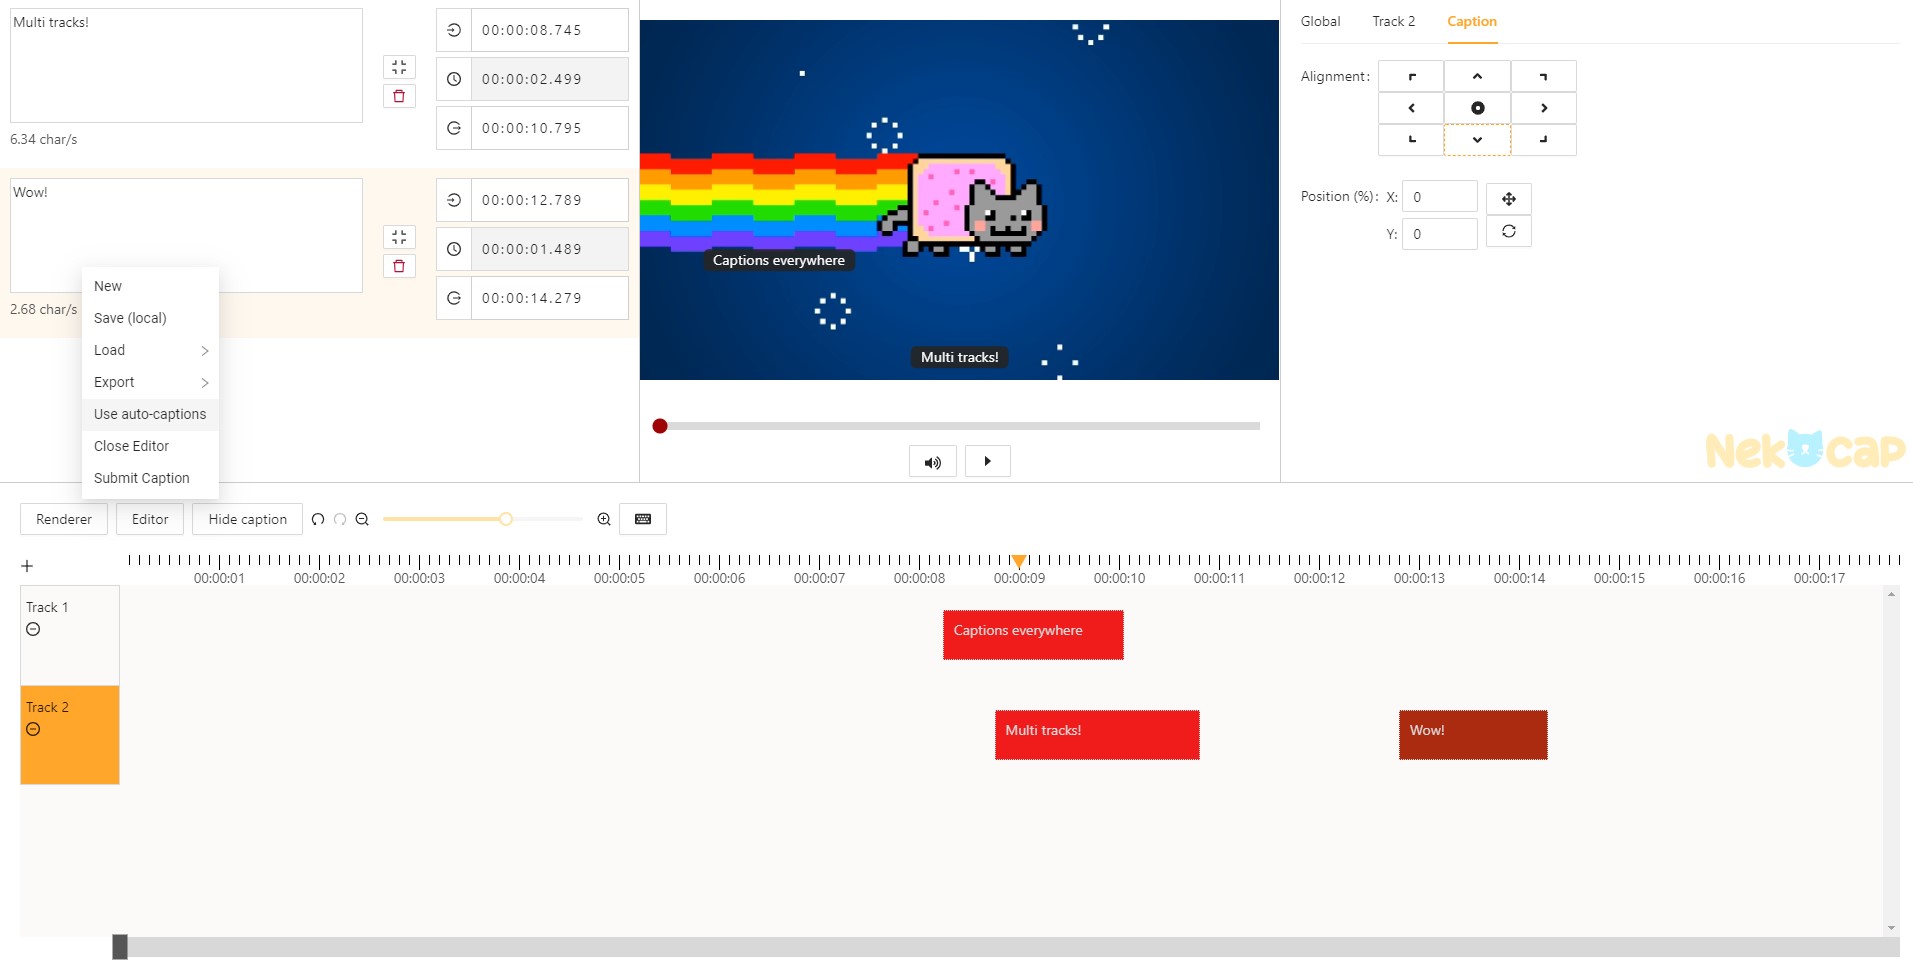 Multi tracks!
6.34 char/s
00:00:08.745
00:00:02.499
00:00:10.795
Wow!
2.68 char/s
00:00:12.789
00:00:01.489
00:00:14.279
New
Save (local)
Load
Export
Use auto-captions
Close Editor
Submit Caption
Captions everywhere
Multi tracks!
Global Track 2 Caption
Alignment:
Position (%): X: 0
Y: 0
Nekocap
Renderer Editor Hide caption
00:00:01 00:00:02 00:00:03 00:00:04 00:00:05 00:00:06 00:00:07 00:00:08 00:00:09 00:00:10 00:00:11 00:00:12 00:00:13 00:00:14 00:00:15 00:00:16 00:00:17
Track 1
Captions everywhere
Track 2
Multi tracks! Wow!